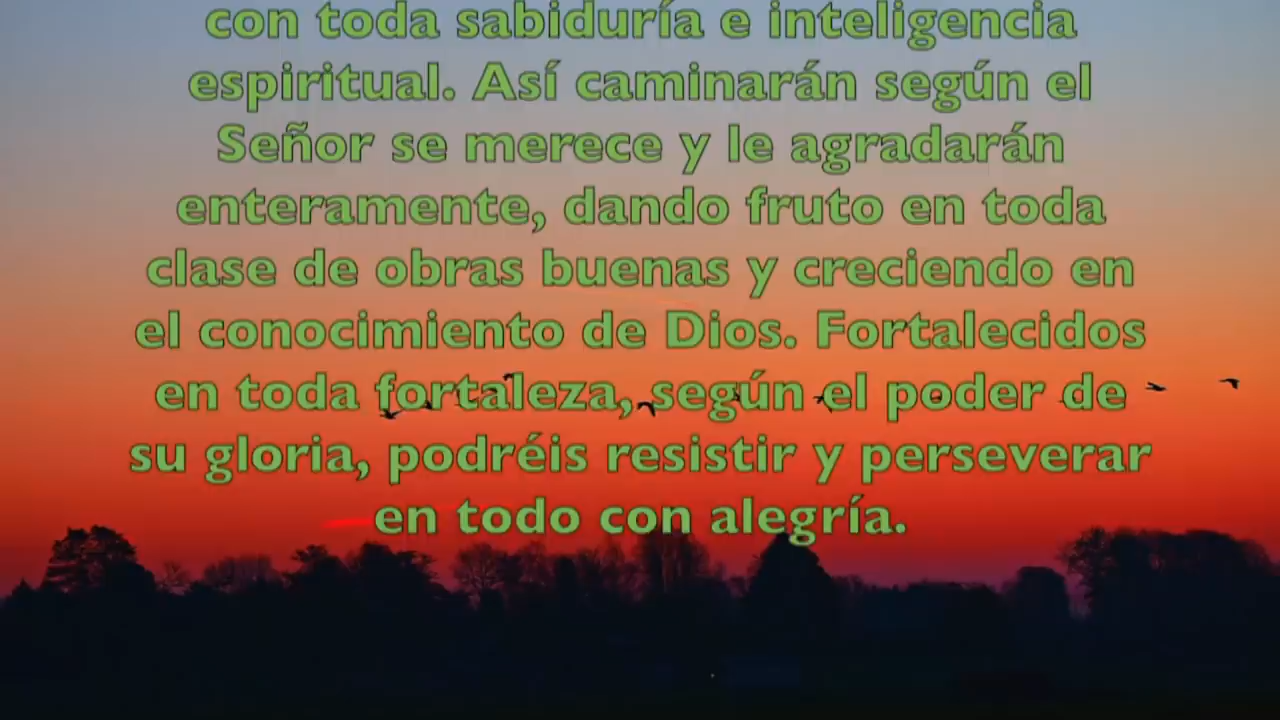 con toda sabiduría e inteligencia
espiritual. Así caminarán según el
Señor se merece y le agradarán
enteramente, dando fruto en toda
clase de obras buenas y creciendo en
el conocimiento de Dios. Fortalecidos
en toda fortaleza, según el poder de
su gloria, podréis resistir y perseverar
en todo con alegría.